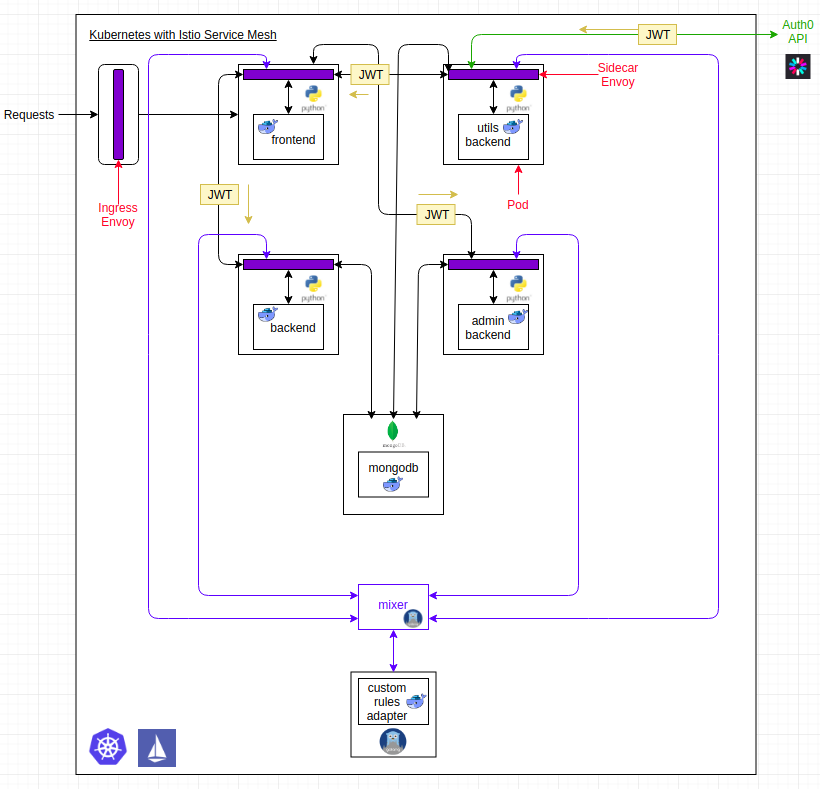 Kubernetes with Istio Service Mesh
JWT
Auth0
API
JWT
Sidecar
Envoy
python
python
Requests
frontend
utils
backend
JWT
Ingress
Envoy
Pod
JWT
python
python
backend
admin
backend
mongoDB
mongodb
mixer
custom
rules
adapter